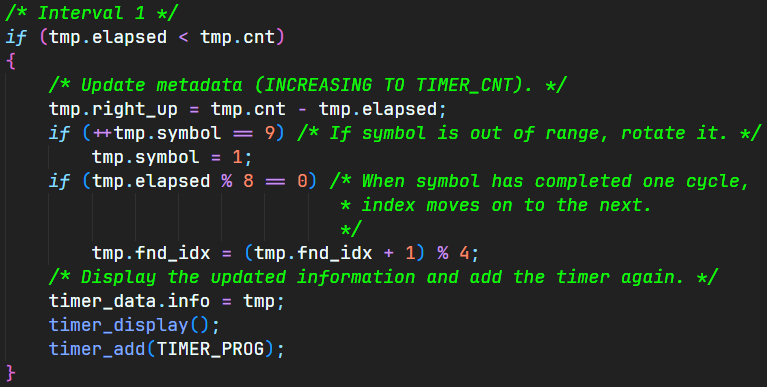 /* Interval 1 */
if (tmp.elapsed < tmp.cnt)
{
    /* Update metadata (INCREASING TO TIMER_CNT). */
    tmp.right_up = tmp.cnt - tmp.elapsed;
    if (++tmp.symbol == 9) /* If symbol is out of range, rotate it. */
        tmp.symbol = 1;
    if (tmp.elapsed % 8 == 0) /* When symbol has completed one cycle,
                               * index moves on to the next.
                               */
        tmp.fnd_idx = (tmp.fnd_idx + 1) % 4;
    /* Display the updated information and add the timer again. */
    timer_data.info = tmp;
    timer_display();
    timer_add(TIMER_PROG);
}